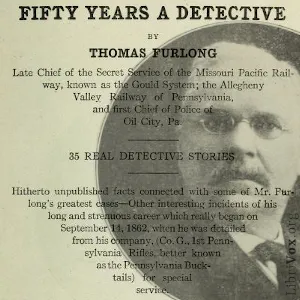 FIFTY YEARS A DETECTIVE
BY
THOMAS FURLONG
Late Chief of the Secret Service of the Missouri Pacific Rail-
way, known as the Gould System; the Allegheny
Valley Railway of Pennsylvania,
and first Chief of Police of
Oil City, Pa.
35 REAL DETECTIVE STORIES
Hitherto unpublished facts connected with some of Mr. Fur-
long's greatest cases—Other interesting incidents of his
long and strenuous career which really began on
September 14, 1862, when he was detailed
from his company, (Co. G., 1st Penn-
sylvania Rifles, better known
as the Pennsylvania Buck-
tails) for special
service.
LibriVox.org